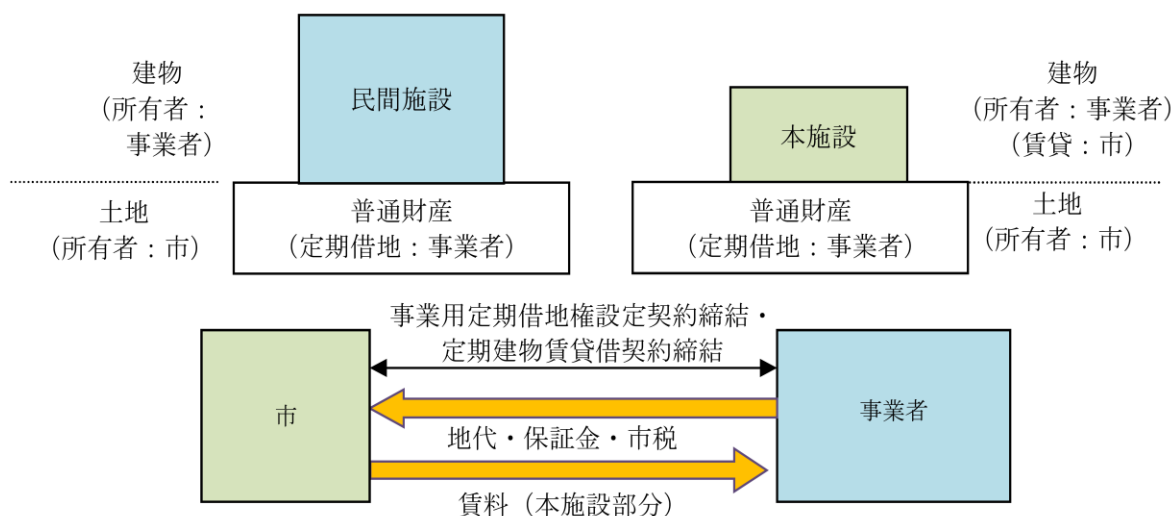 建物
(所有者：
事業者)
民間施設
本施設
建物
(所有者：事業者)
(賃貸：市)
土地
(所有者：市)
普通財産
(定期借地：事業者)
普通財産
(定期借地：事業者)
土地
(所有者：市)
事業用定期借地権設定契約締結・
定期建物賃貸借契約締結
市
事業者
地代・保証金・市税
賃料（本施設部分）